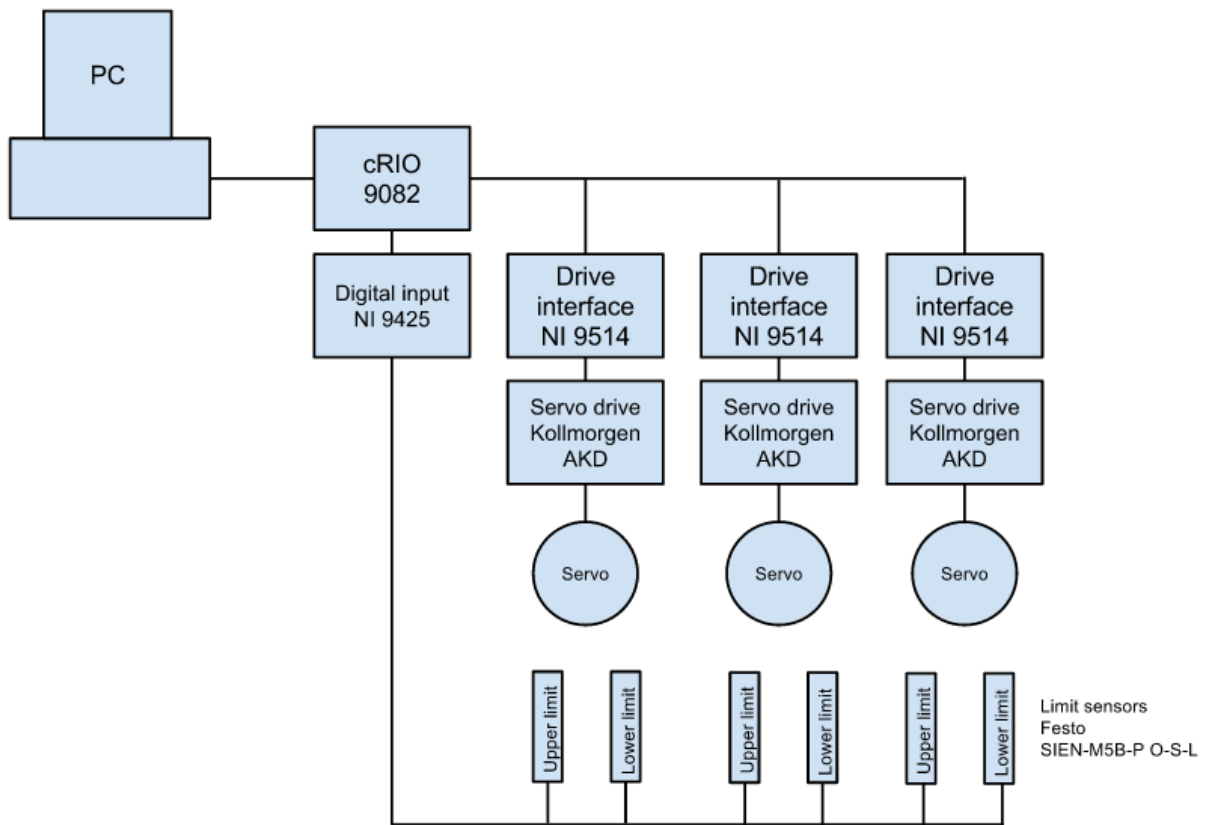 PC
cRIO
9082
Digital input
NI 9425
Drive
interface
NI 9514
Drive
interface
NI 9514
Drive
interface
NI 9514
Servo drive
Kollmorgen
AKD
Servo drive
Kollmorgen
AKD
Servo drive
Kollmorgen
AKD
Servo
Servo
Servo
Upper limit
Lower limit
Upper limit
Lower limit
Upper limit
Lower limit
Limit sensors
Festo
SIEN-M5B-P O-S-L